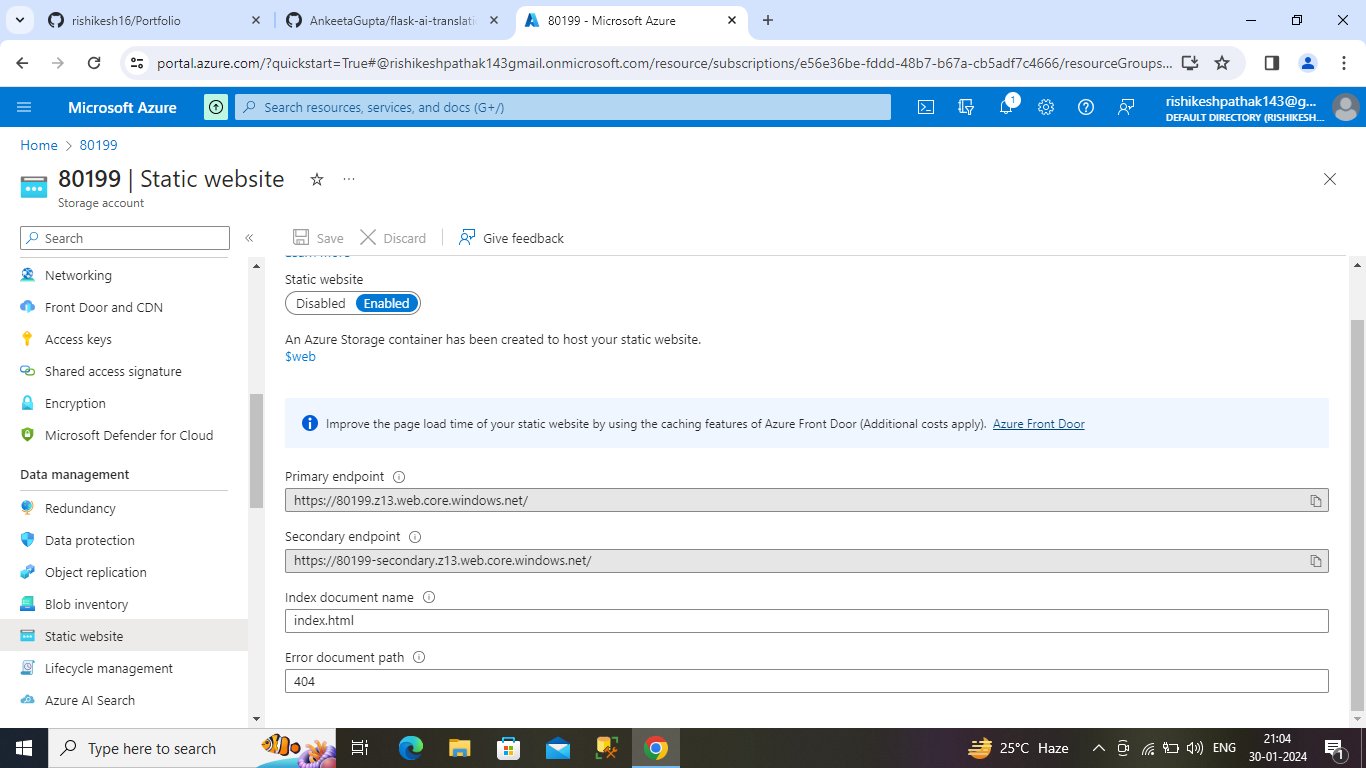 rishikesh16/Portfolio
AnkeetaGupta/flask-ai-translati
80199 - Microsoft Azure
portal.azure.com/?quickstart=True#@rishikeshpathak143gmail.onmicrosoft.com/resource/subscriptions/e56e36be-fddd-48b7-b67a-cb5adf7c4666/resourceGroups...
Microsoft Azure
Search resources, services, and docs (G+/)
1
rishikeshpathak143@g...
DEFAULT DIRECTORY (RISHIKESH...
Home > 80199
80199 | Static website
Storage account
Search
Save
Discard
Give feedback
Networking
Front Door and CDN
Access keys
Shared access signature
Encryption
Microsoft Defender for Cloud
Data management
Redundancy
Data protection
Object replication
Blob inventory
Static website
Lifecycle management
Azure AI Search
Learn more
Static website
Disabled Enabled
An Azure Storage container has been created to host your static website.
$web
Improve the page load time of your static website by using the caching features of Azure Front Door (Additional costs apply). Azure Front Door
Primary endpoint
https://80199.z13.web.core.windows.net/
Secondary endpoint
https://80199-secondary.z13.web.core.windows.net/
Index document name
index.html
Error document path
404
Type here to search
25°C Haze
ENG
21:04
30-01-2024
1